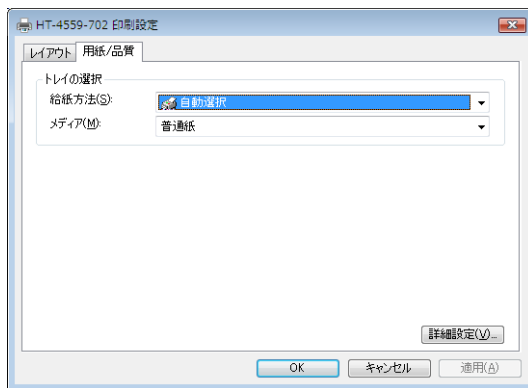 HT-4559-702 印刷設定
レイアウト 用紙/品質
トレイの選択
給紙方法(S): 自動選択
メディア(M): 普通紙
詳細設定(V)...
OK キャンセル 適用(A)